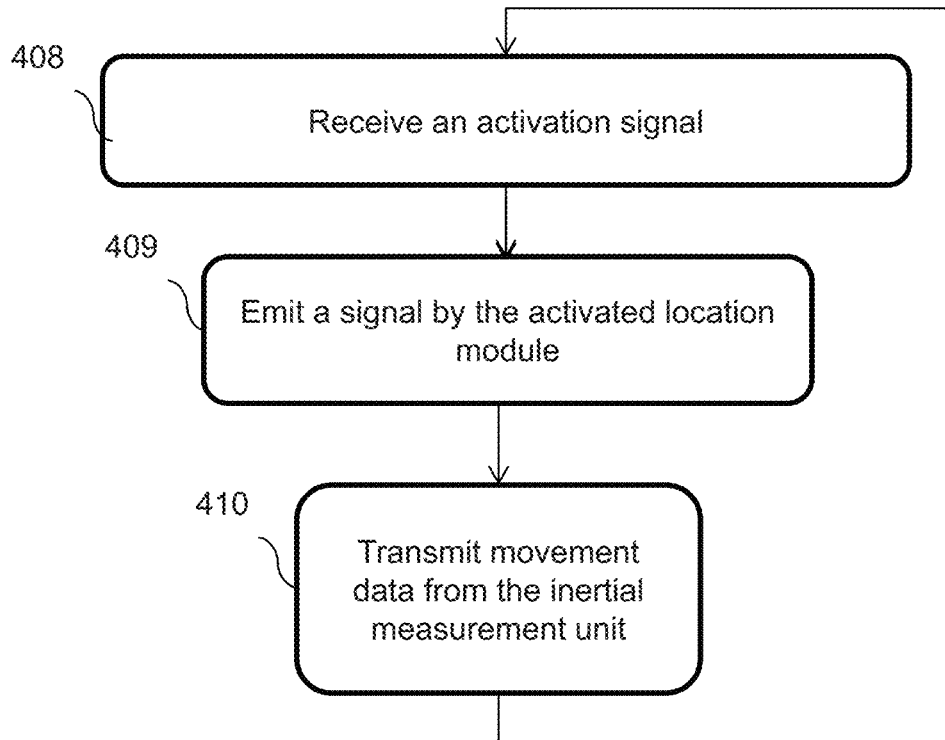 408
Receive an activation signal
409
Emit a signal by the activated location
module
410
Transmit movement
data from the inertial
measurement unit